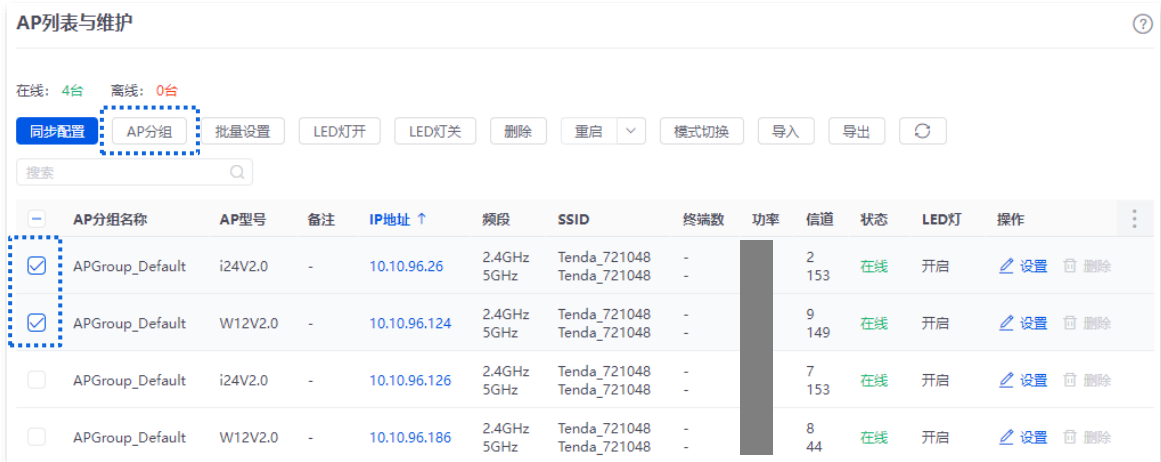 AP列表与维护
在线： 4台 离线： 0台
同步配置 AP分组 批量设置 LED灯开 LED灯关 删除 重启 模式切换 导入 导出
搜索
AP分组名称 AP型号 备注 IP地址 ↑ 频段 SSID 终端数 功率 信道 状态 LED灯 操作
2.4GHz Tenda_721048 - 2
APGroup_Default i24V2.0 - 10.10.96.26 在线 开启 设置 删除
5GHz Tenda_721048 - 153
2.4GHz Tenda_721048 - 9
APGroup_Default W12V2.0 - 10.10.96.124 在线 开启 设置 删除
5GHz Tenda_721048 - 149
2.4GHz Tenda_721048 - 7
APGroup_Default i24V2.0 - 10.10.96.126 在线 开启 设置 删除
5GHz Tenda_721048 - 153
2.4GHz Tenda_721048 - 8
APGroup_Default W12V2.0 - 10.10.96.186 在线 开启 设置 删除
5GHz Tenda_721048 - 44